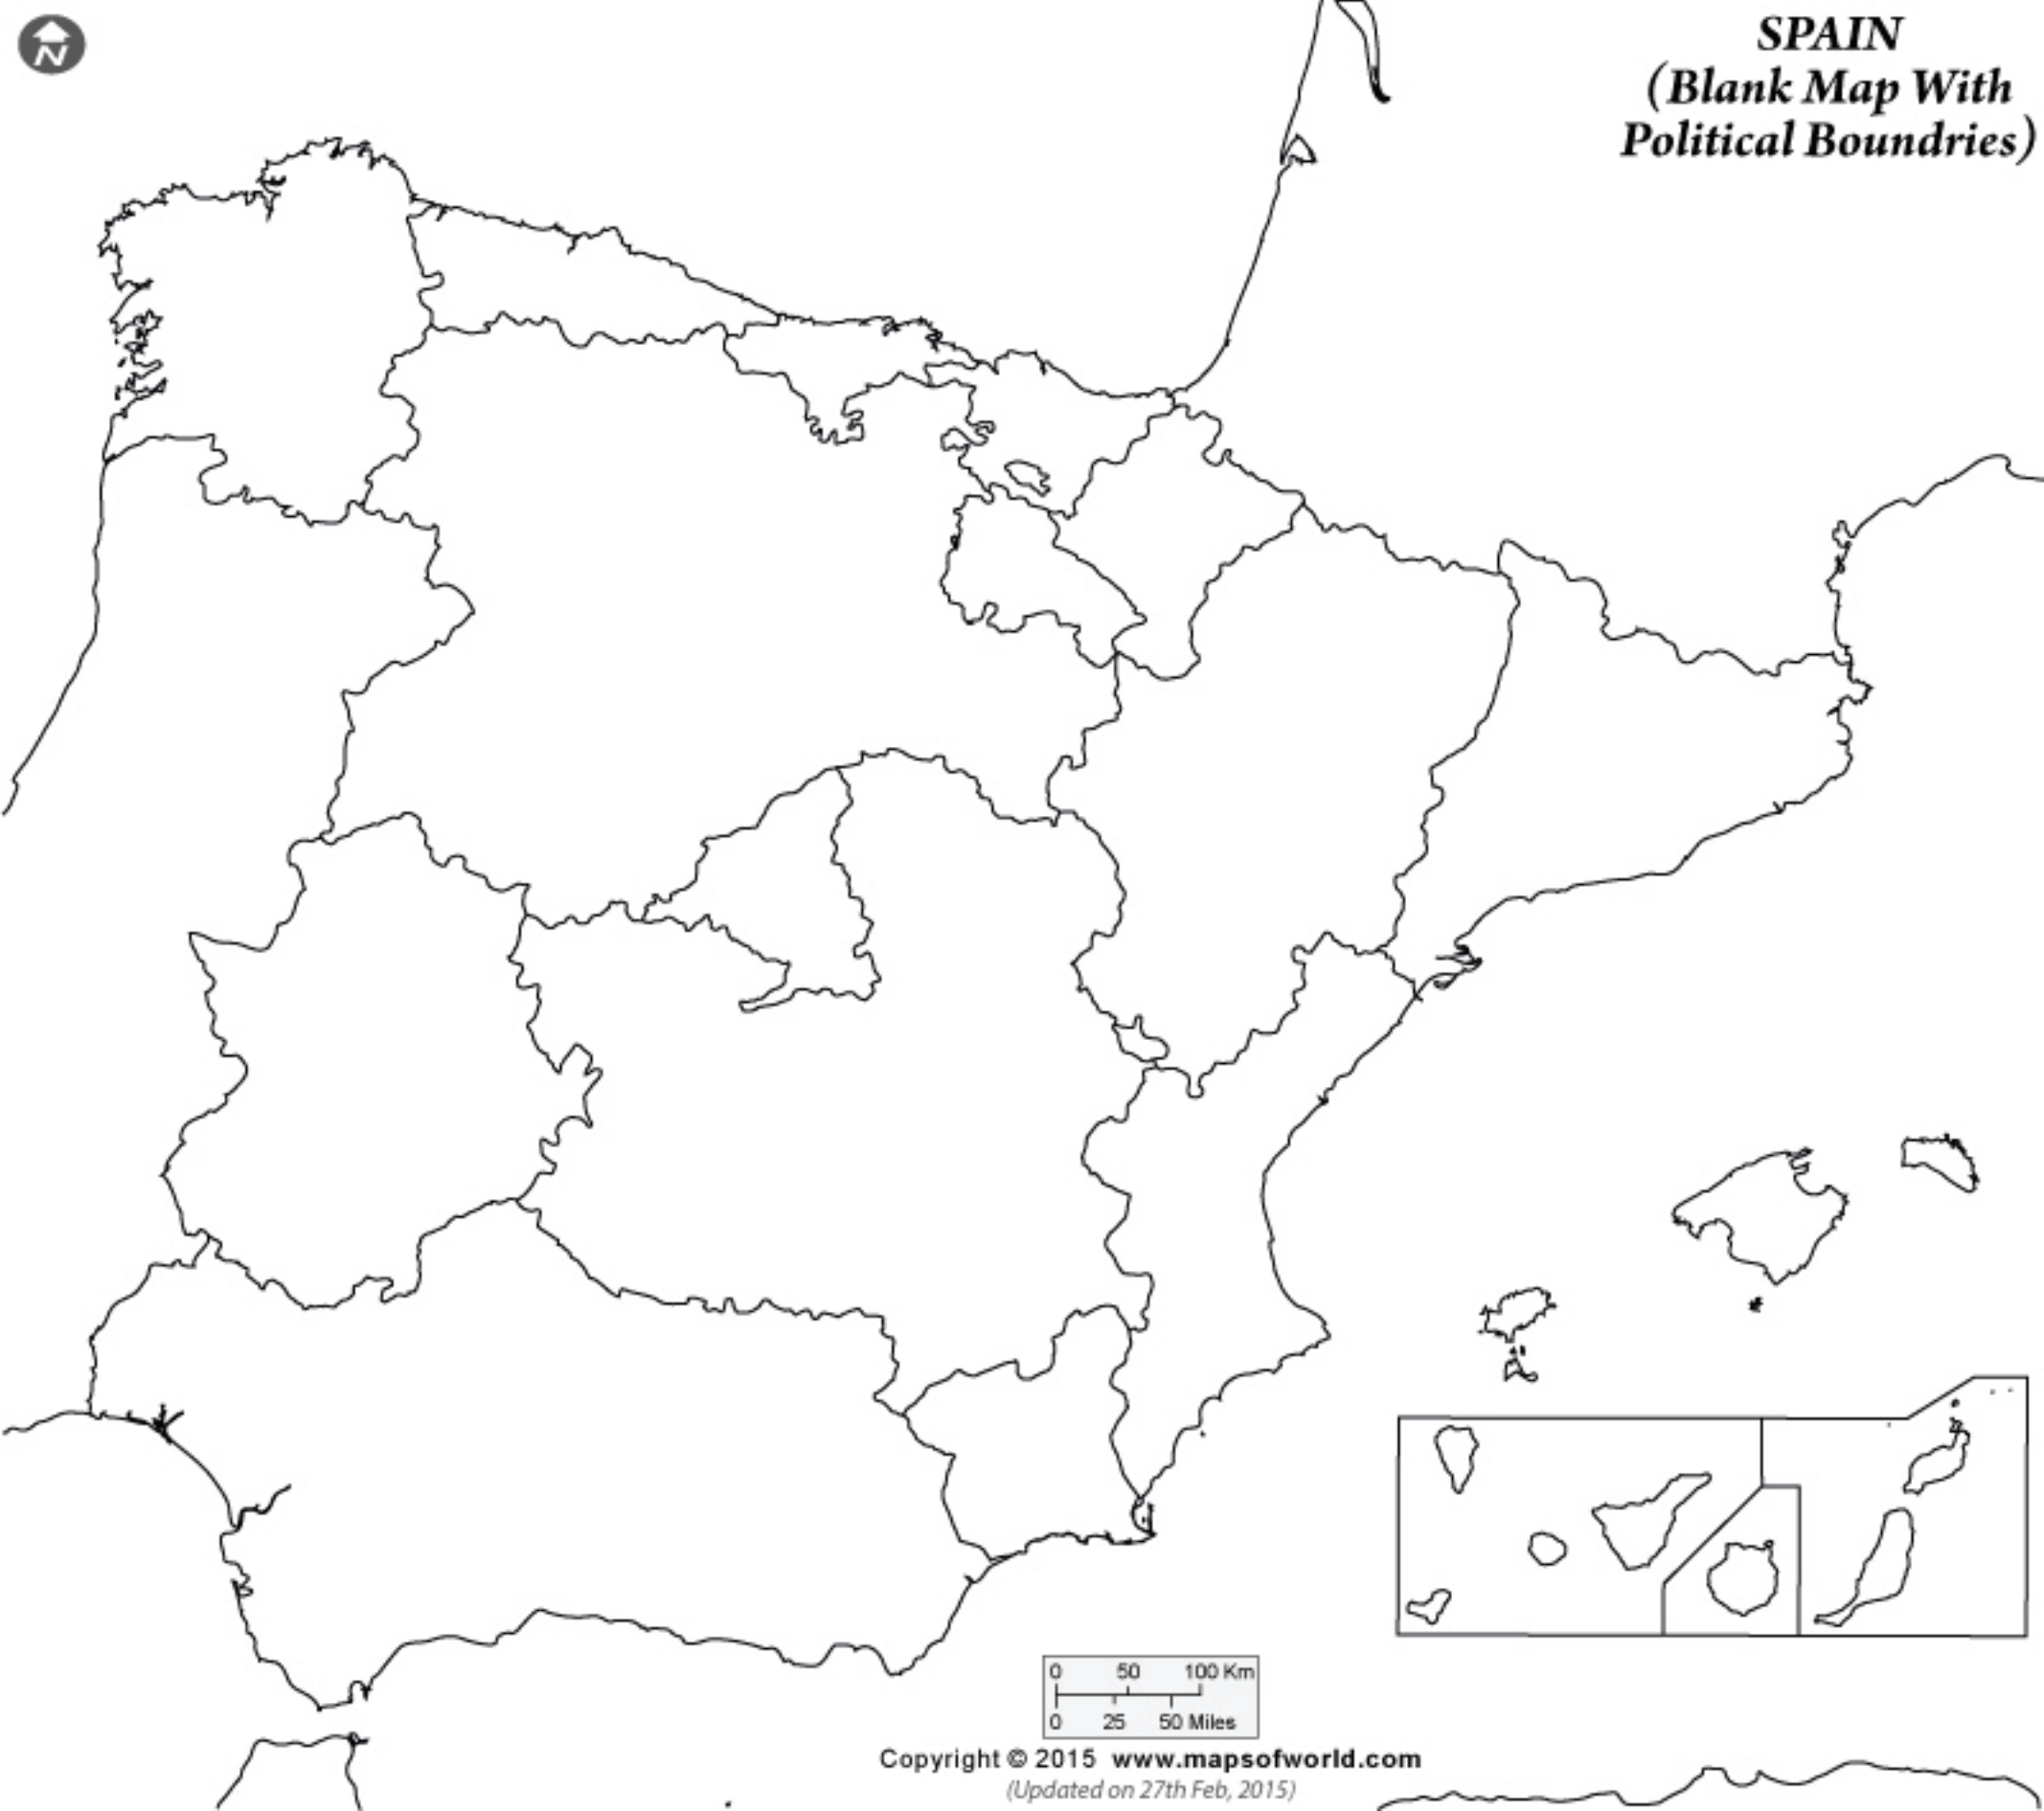 N
SPAIN
(Blank Map With
Political Boundries)
0 50 100 Km
0 25 50 Miles
Copyright © 2015 www.mapsofworld.com
(Updated on 27th Feb, 2015)